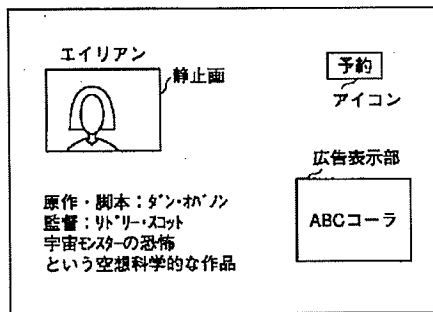 エイリアン
静止画
予約
アイコン
広告表示部
ABCコーラ
原作・脚本：ダン・オバノン
監督：リドリー・スコット
宇宙モンスターの恐怖
という空想科学的な作品